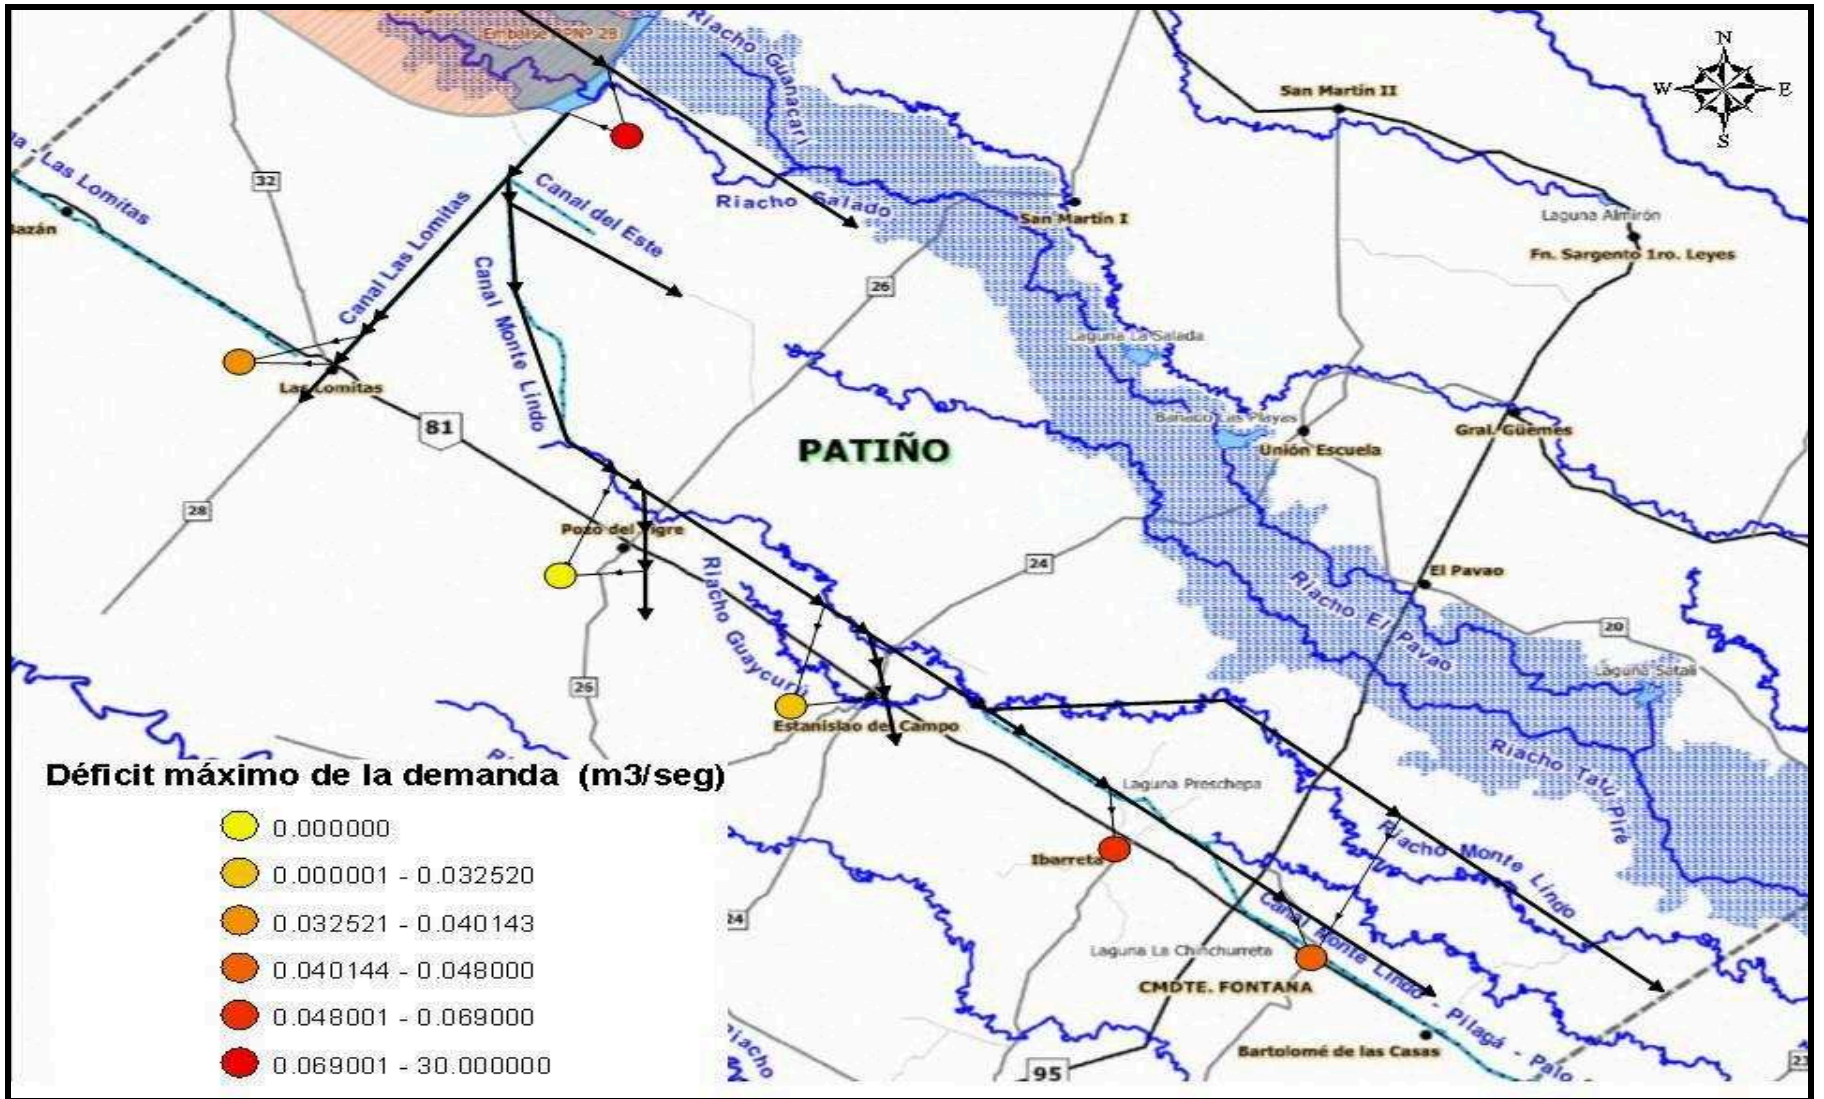 Embalse RPNº 28
Riacho Guanacari
N
W
E
S
San Martín II
Las Lomitas
32
Canal del Este
Riacho Salado
San Martín I
Laguna Almirón
Fn. Sargento 1ro. Leyes
Bazán
Canal Las Lomitas
Canal Monte Lindo
26
Laguna La Salada
Las Lomitas
81
PATIÑO
Bañado Las Playas
Unión Escuela
Gral. Güemes
28
Pozo del Tigre
24
El Pavao
Riacho Guaycurú
Riacho El Pavao
20
26
Laguna Satali
Estanislao del Campo
Riacho Tatú Piré
Déficit máximo de la demanda (m3/seg)
0.000000
0.000001 - 0.032520
0.032521 - 0.040143
0.040144 - 0.048000
0.048001 - 0.069000
0.069001 - 30.000000
Laguna Preschepa
Riacho Monte Lindo
Ibarreta
24
Canal Monte Lindo - Pilagá - Palo
Laguna La Chinchurreta
CMDTE. FONTANA
Bartolomé de las Casas
Riacho
95
23